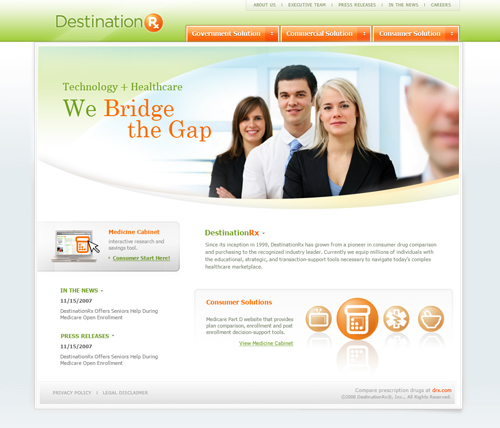 ABOUT US | EXECUTIVE TEAM | PRESS RELEASES | IN THE NEWS | CAREERS
Destination Rx
Government Solution Commercial Solution Consumer Solution
Technology + Healthcare
We Bridge
the Gap
Medicine Cabinet
interactive research and
savings tool.
Consumer Start Here!
DestinationRx
Since its inception in 1999, DestinationRx has grown from a pioneer in consumer drug comparison
and purchasing to the recognized industry leader. Currently we equip millions of individuals with
the educational, strategic, and transaction-support tools necessary to navigate today's complex
healthcare marketplace.
IN THE NEWS
11/15/2007
DestinationRx Offers Seniors Help During
Medicare Open Enrollment
PRESS RELEASES
11/15/2007
DestinationRx Offers Seniors Help During
Medicare Open Enrollment
Consumer Solutions
Medicare Part D website that provides
plan comparison, enrollment and post
enrollment decision-support tools.
View Medicine Cabinet
PRIVACY POLICY | LEGAL DISCLAIMER
Compare prescription drugs at drx.com
©2008 DestinationRx®, Inc., All Rights Reserved.